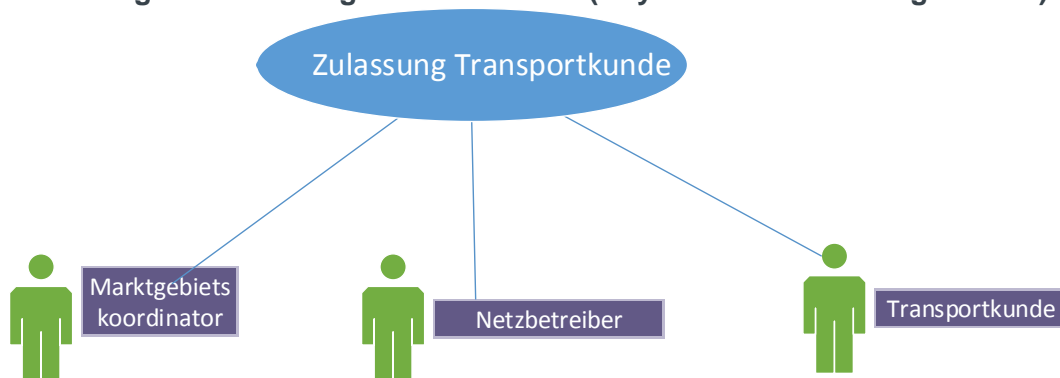 Zulassung Transportkunde
Marktgebiets
koordinator
Netzbetreiber
Transportkunde